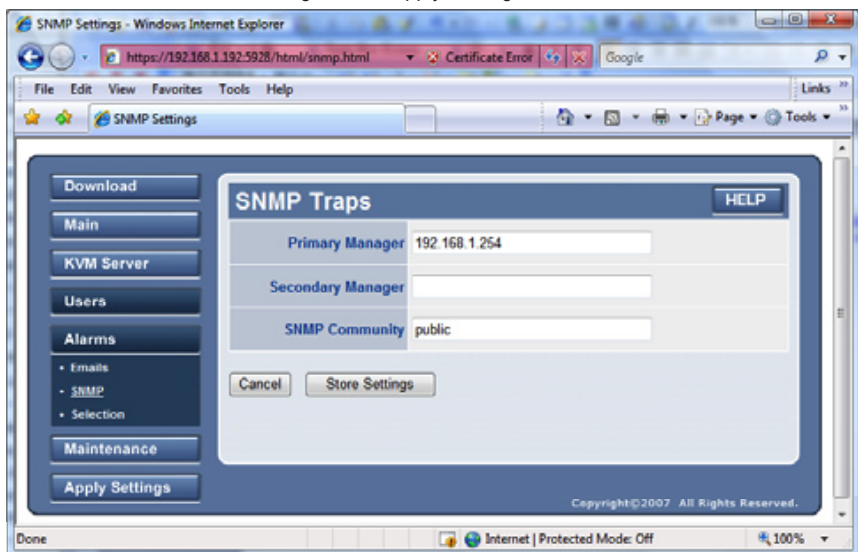 SNMP Settings - Windows Internet Explorer
https://192.168.1.192:5928/html/snmp.html Certificate Error Google
File Edit View Favorites Tools Help Links
SNMP Settings Page Tools
Download
Main
KVM Server
Users
Alarms
• Emails
• SNMP
• Selection
Maintenance
Apply Settings
SNMP Traps HELP
Primary Manager 192.168.1.254
Secondary Manager
SNMP Community public
Cancel Store Settings
Copyright©2007 All Rights Reserved.
Done Internet | Protected Mode: Off 100%